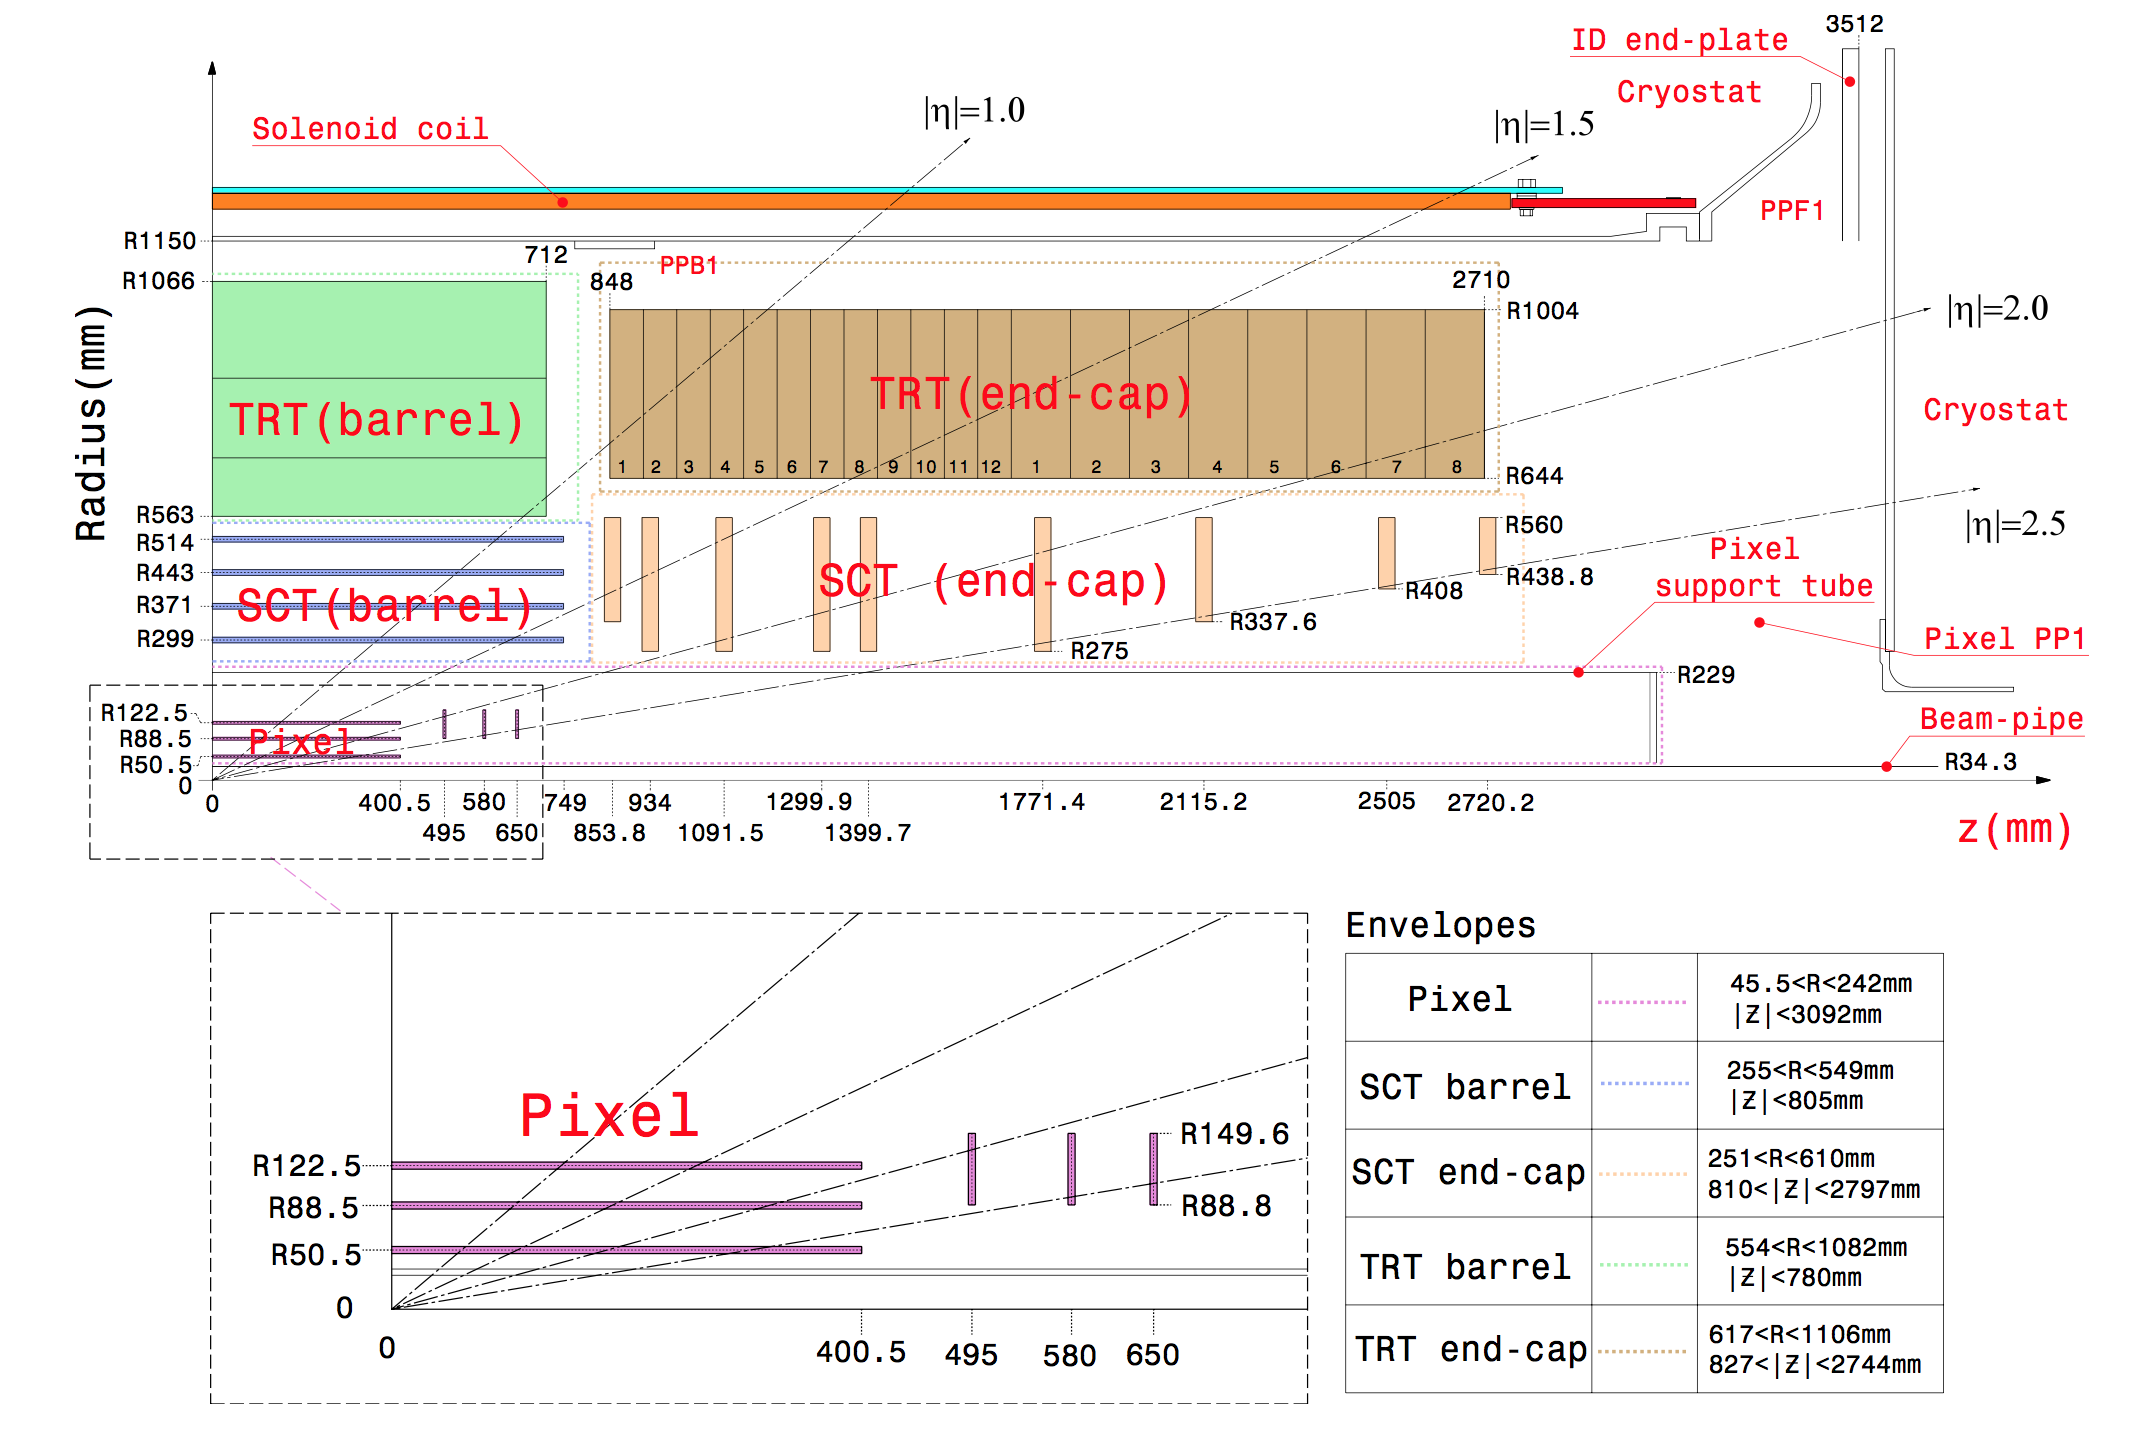 3512
ID end-plate
Cryostat
|η|=1.0
|η|=1.5
Solenoid coil
PPF1
R1150
712
PPB1
R1066
848
2710
R1004
|η|=2.0
Radius(mm)
TRT(barrel)
TRT(end-cap)
Cryostat
1 2 3 4 5 6 7 8 9 10 11 12 1 2 3 4 5 6 7 8
R644
R563
R560
|η|=2.5
R514
Pixel
support tube
R443
SCT (end-cap)
R438.8
R408
SCT(barrel)
R371
R337.6
R299
R275
Pixel PP1
R229
R122.5
Beam-pipe
R88.5
Pixel
R50.5
R34.3
0
0 400.5 580 749 934 1299.9 1771.4 2115.2 2505 2720.2
495 650 853.8 1091.5 1399.7
z(mm)
Pixel
R149.6
R122.5
R88.5
R88.8
R50.5
0
0 400.5 495 580 650
Envelopes
Pixel
45.5<R<242mm
|Z|<3092mm
SCT barrel
255<R<549mm
|Z|<805mm
SCT end-cap
251<R<610mm
810<|Z|<2797mm
TRT barrel
554<R<1082mm
|Z|<780mm
TRT end-cap
617<R<1106mm
827<|Z|<2744mm